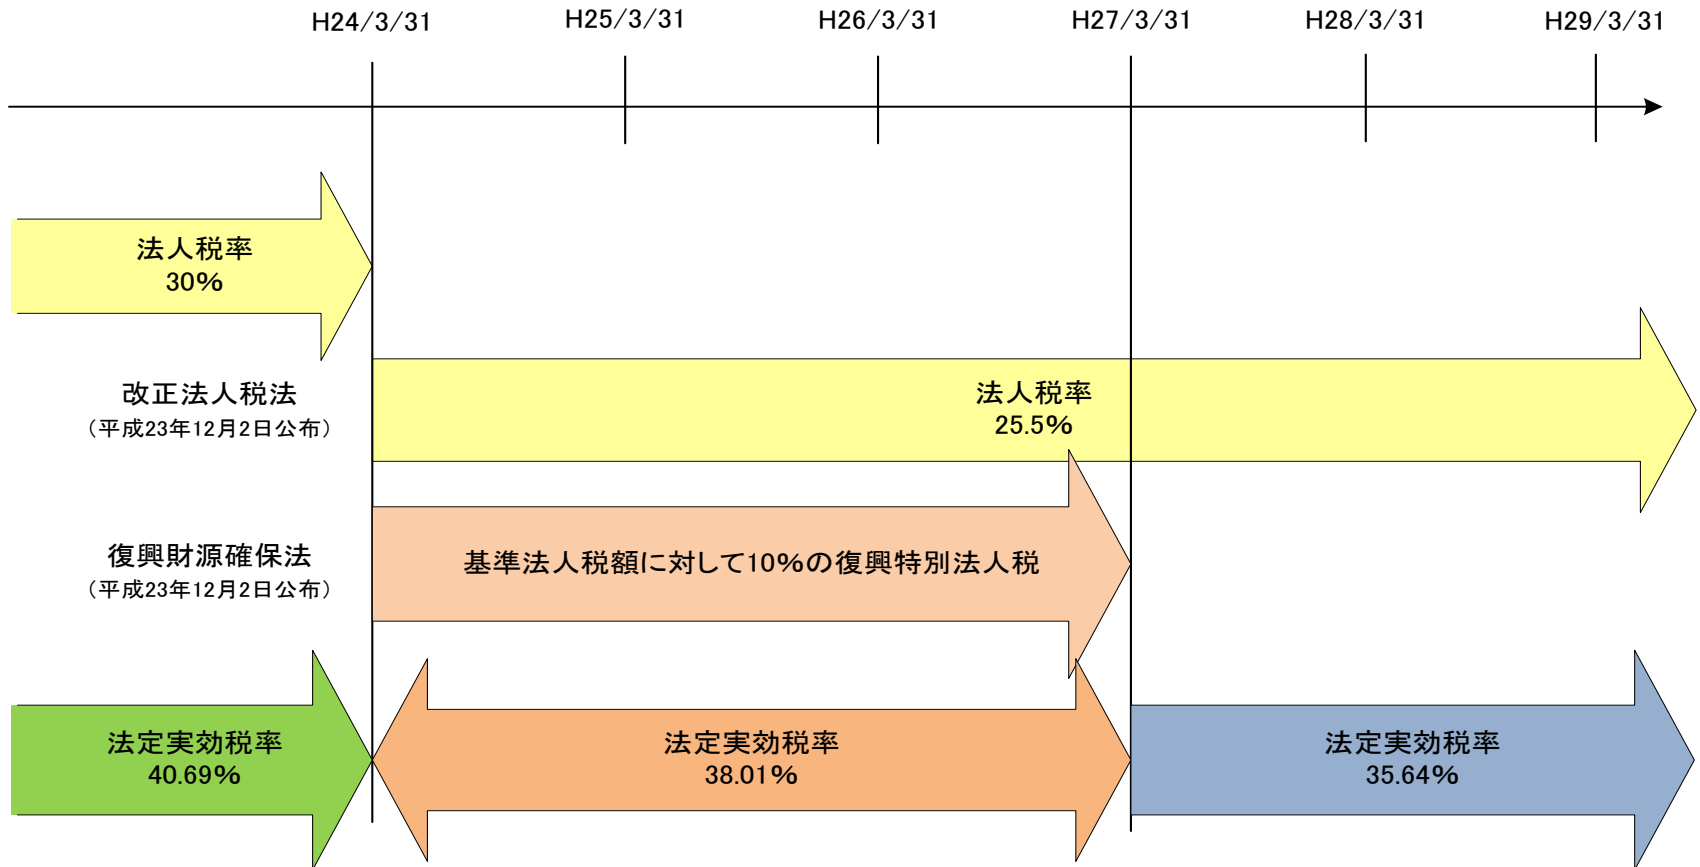 H24/3/31
H25/3/31
H26/3/31
H27/3/31
H28/3/31
H29/3/31
法人税率
30%
改正法人税法
（平成23年12月2日公布）
法人税率
25.5%
復興財源確保法
（平成23年12月2日公布）
基準法人税額に対して10%の復興特別法人税
法定実効税率
40.69%
法定実効税率
38.01%
法定実効税率
35.64%